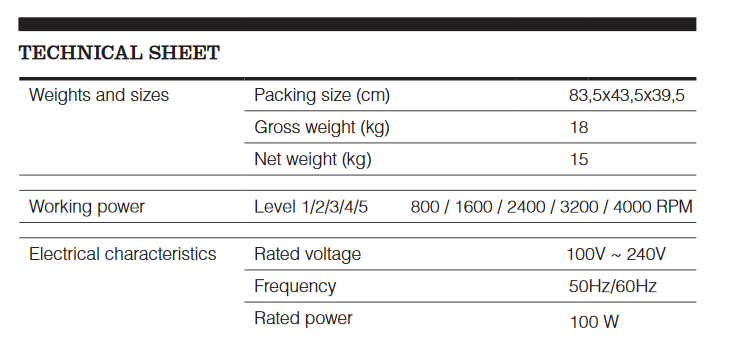 TECHNICAL SHEET
Weights and sizes Packing size (cm) 83,5x43,5x39,5
Gross weight (kg) 18
Net weight (kg) 15
Working power Level 1/2/3/4/5 800 / 1600 / 2400 / 3200 / 4000 RPM
Electrical characteristics Rated voltage 100V ~ 240V
Frequency 50Hz/60Hz
Rated power 100 W